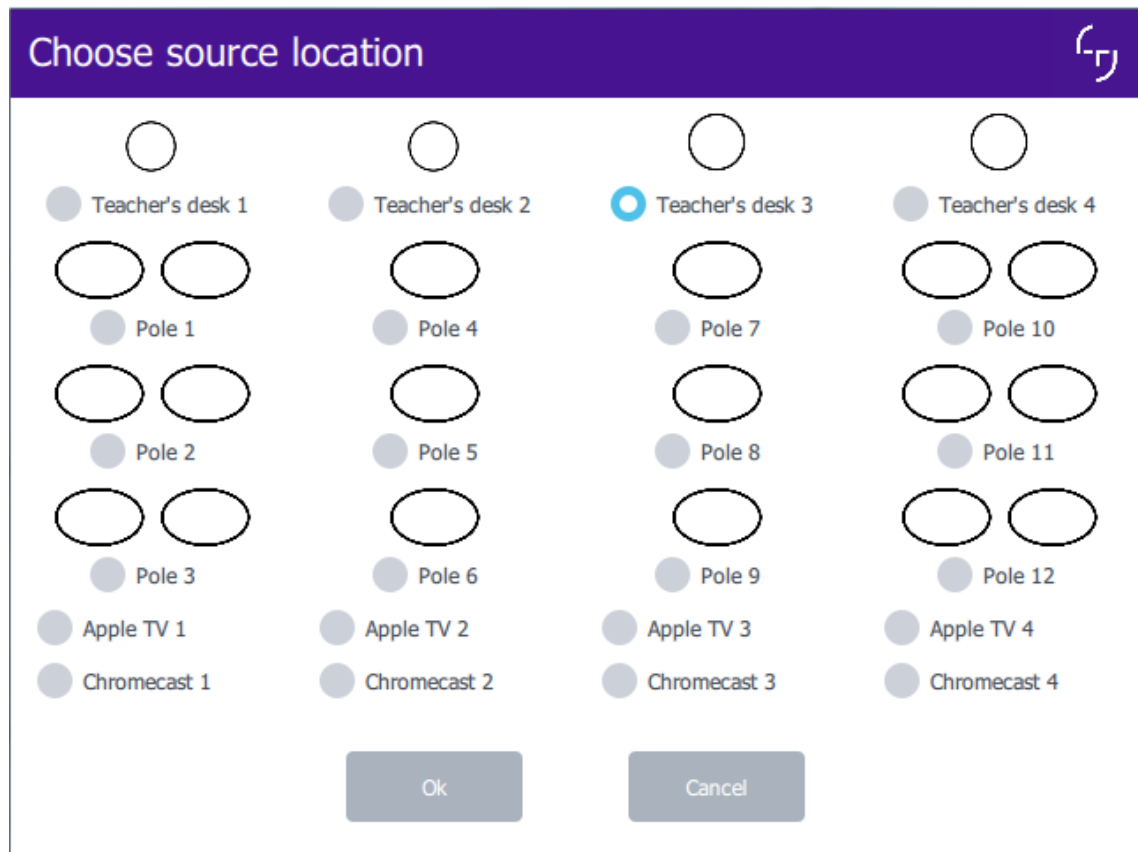 Choose source location
Teacher's desk 1 Teacher's desk 2 Teacher's desk 3 Teacher's desk 4
Pole 1 Pole 4 Pole 7 Pole 10
Pole 2 Pole 5 Pole 8 Pole 11
Pole 3 Pole 6 Pole 9 Pole 12
Apple TV 1 Apple TV 2 Apple TV 3 Apple TV 4
Chromecast 1 Chromecast 2 Chromecast 3 Chromecast 4
Ok Cancel